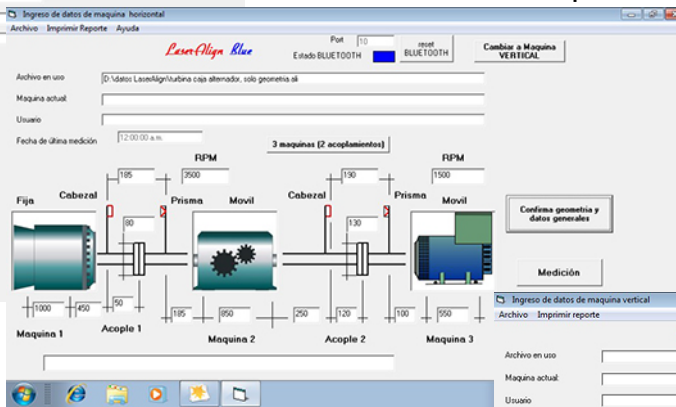 Ingreso de datos de maquina horizontal
Archivo Imprimir Reporte Ayuda
LaserAlign Blue
Port 10
Estado BLUETOOTH
reset BLUETOOTH
Cambiar a Maquina
VERTICAL
Archivo en uso D:\datos LaserAlign\turbina caja alternador, solo geometria.ali
Maquina actual
Usuario
Fecha de última medición 12:00:00 a.m.
3 maquinas (2 acoplamientos)
RPM RPM
185 3500 190 1500
Fija Cabezal Prisma Movil Cabezal Prisma Movil
80 130
Confirma geometria y
datos generales
Medición
1000 450 50 185 850 250 120 100 550
Maquina 1 Acople 1 Maquina 2 Acople 2 Maquina 3
Ingreso de datos de maquina vertical
Archivo Imprimir reporte
Archivo en uso
Maquina actual
Usuario